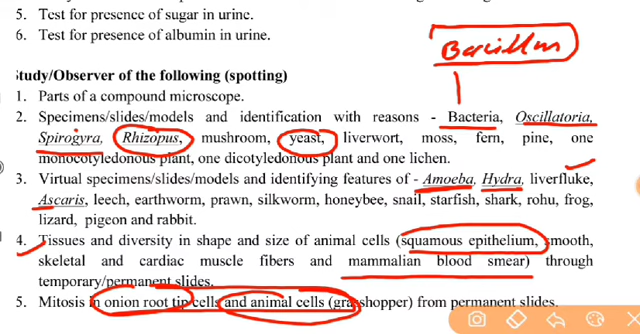 5. Test for presence of sugar in urine.
6. Test for presence of albumin in urine.
Bacillus
Study/Observer of the following (spotting)
1. Parts of a compound microscope.
2. Specimens/slides/models and identification with reasons - Bacteria, Oscillatoria,
Spirogyra, Rhizopus, mushroom, yeast, liverwort, moss, fern, pine, one
monocotyledonous plant, one dicotyledonous plant and one lichen.
3. Virtual specimens/slides/models and identifying features of - Amoeba, Hydra, liverfluke,
Ascaris, leech, earthworm, prawn, silkworm, honeybee, snail, starfish, shark, rohu, frog,
lizard, pigeon and rabbit.
4. Tissues and diversity in shape and size of animal cells (squamous epithelium, smooth,
skeletal and cardiac muscle fibers and mammalian blood smear) through
temporary/permanent slides.
5. Mitosis in onion root tip cells and animal cells (grasshopper) from permanent slides.